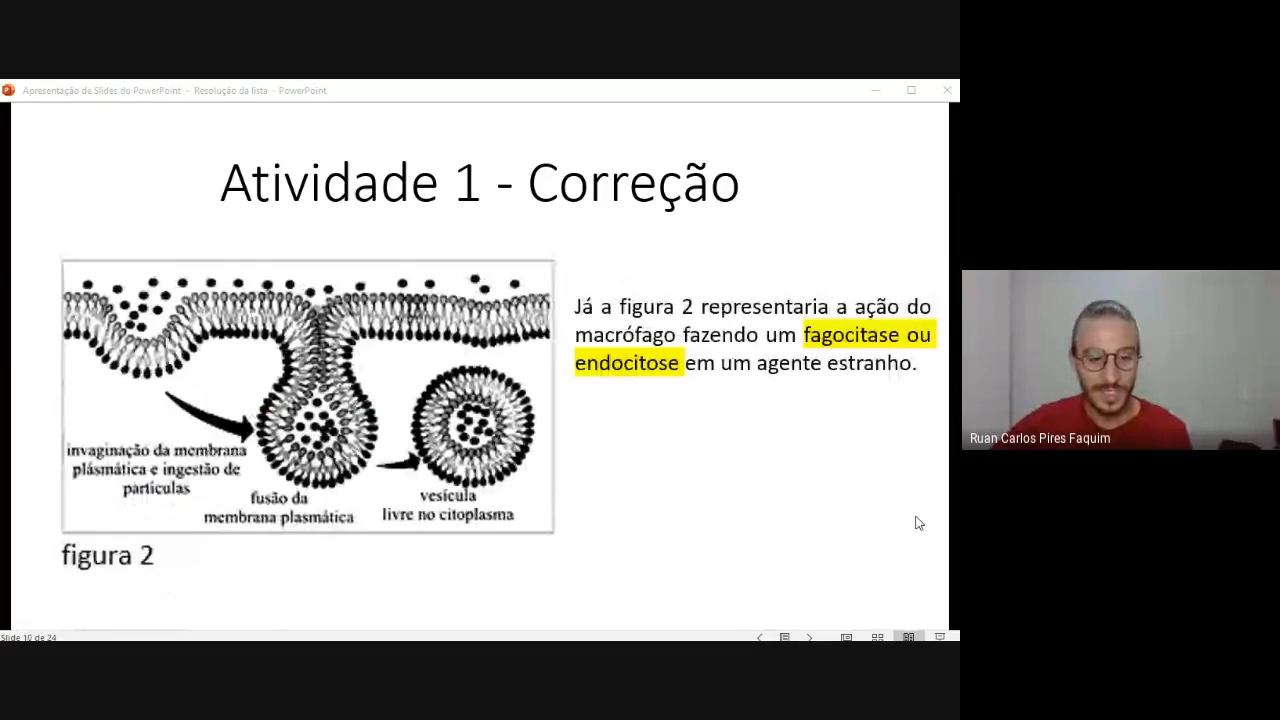 Apresentação de Slides do PowerPoint - Resolução da lista - PowerPoint
Atividade 1 - Correção
Já a figura 2 representaria a ação do
macrófago fazendo um fagocitase ou
endocitose em um agente estranho.
invaginação da membrana
plásmática e ingestão de
partículas
fusão da
membrana plasmática
vesícula
livre no citoplasma
figura 2
Ruan Carlos Pires Faquim
Slide 10 de 24